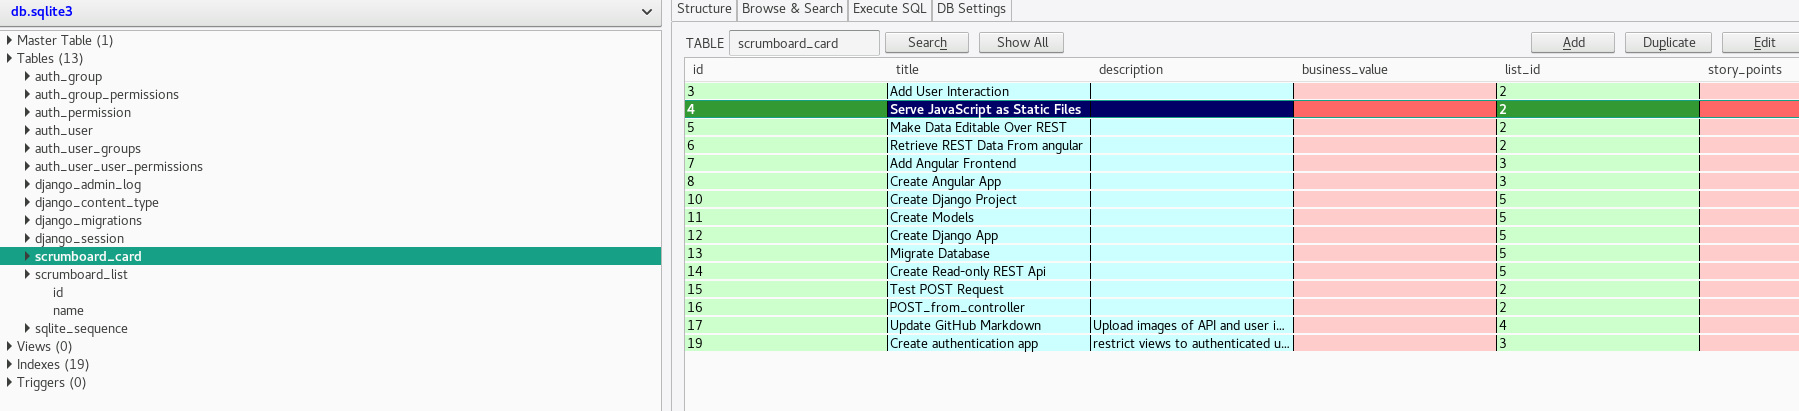 db.sqlite3
Master Table (1)
Tables (13)
auth_group
auth_group_permissions
auth_permission
auth_user
auth_user_groups
auth_user_user_permissions
django_admin_log
django_content_type
django_migrations
django_session
scrumboard_card
scrumboard_list
id
name
sqlite_sequence
Views (0)
Indexes (19)
Triggers (0)
Structure Browse & Search Execute SQL DB Settings
TABLE scrumboard_card Search Show All Add Duplicate Edit
id title description business_value list_id story_points
3 Add User Interaction 2
4 Serve JavaScript as Static Files 2
5 Make Data Editable Over REST 2
6 Retrieve REST Data From angular 2
7 Add Angular Frontend 3
8 Create Angular App 3
10 Create Django Project 5
11 Create Models 5
12 Create Django App 5
13 Migrate Database 5
14 Create Read-only REST Api 5
15 Test POST Request 2
16 POST_from_controller 2
17 Update GitHub Markdown Upload images of API and user i... 4
19 Create authentication app restrict views to authenticated u... 3